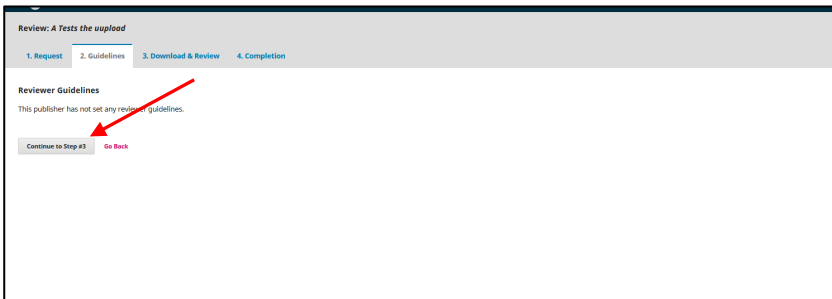 Review: A Tests the uupload
1. Request 2. Guidelines 3. Download & Review 4. Completion
Reviewer Guidelines
This publisher has not set any reviewer guidelines.
Continue to Step #3 Go Back